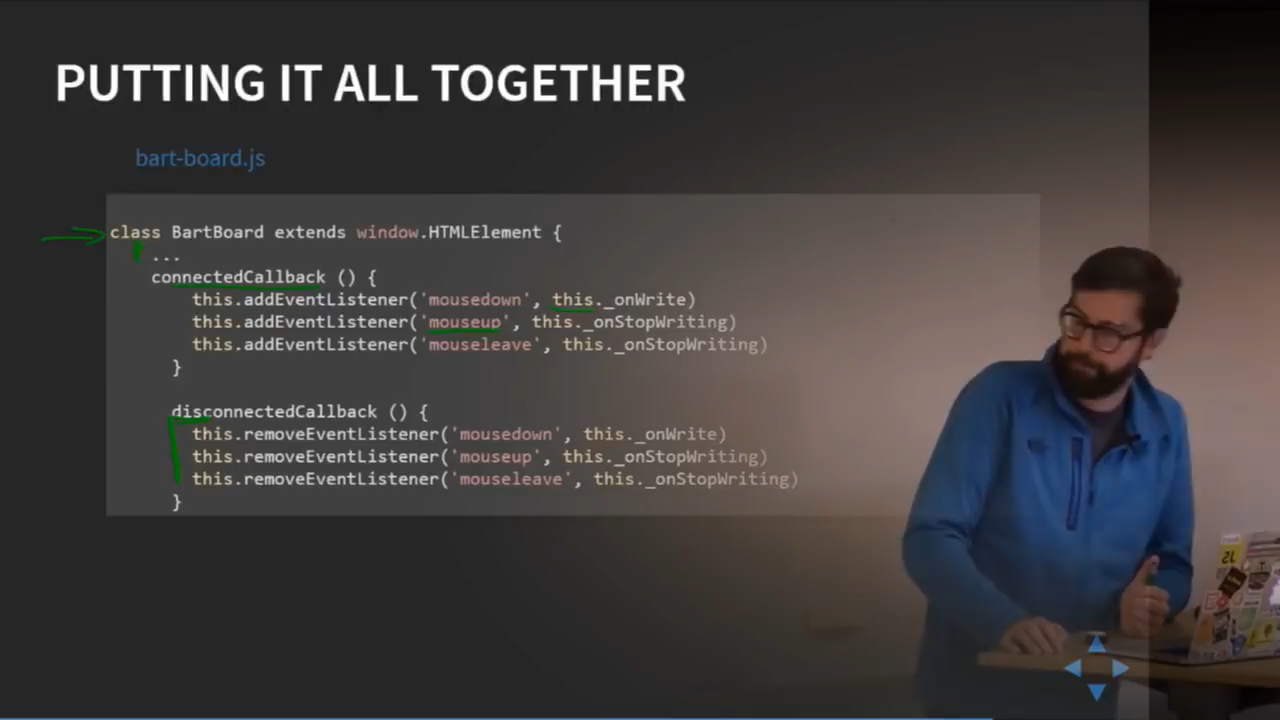 PUTTING IT ALL TOGETHER
bart-board.js
class BartBoard extends window.HTMLElement {
...
connectedCallback () {
this.addEventListener('mousedown', this._onWrite)
this.addEventListener('mouseup', this._onStopWriting)
this.addEventListener('mouseleave', this._onStopWriting)
}
disconnectedCallback () {
this.removeEventListener('mousedown', this._onWrite)
this.removeEventListener('mouseup', this._onStopWriting)
this.removeEventListener('mouseleave', this._onStopWriting)
}
2L